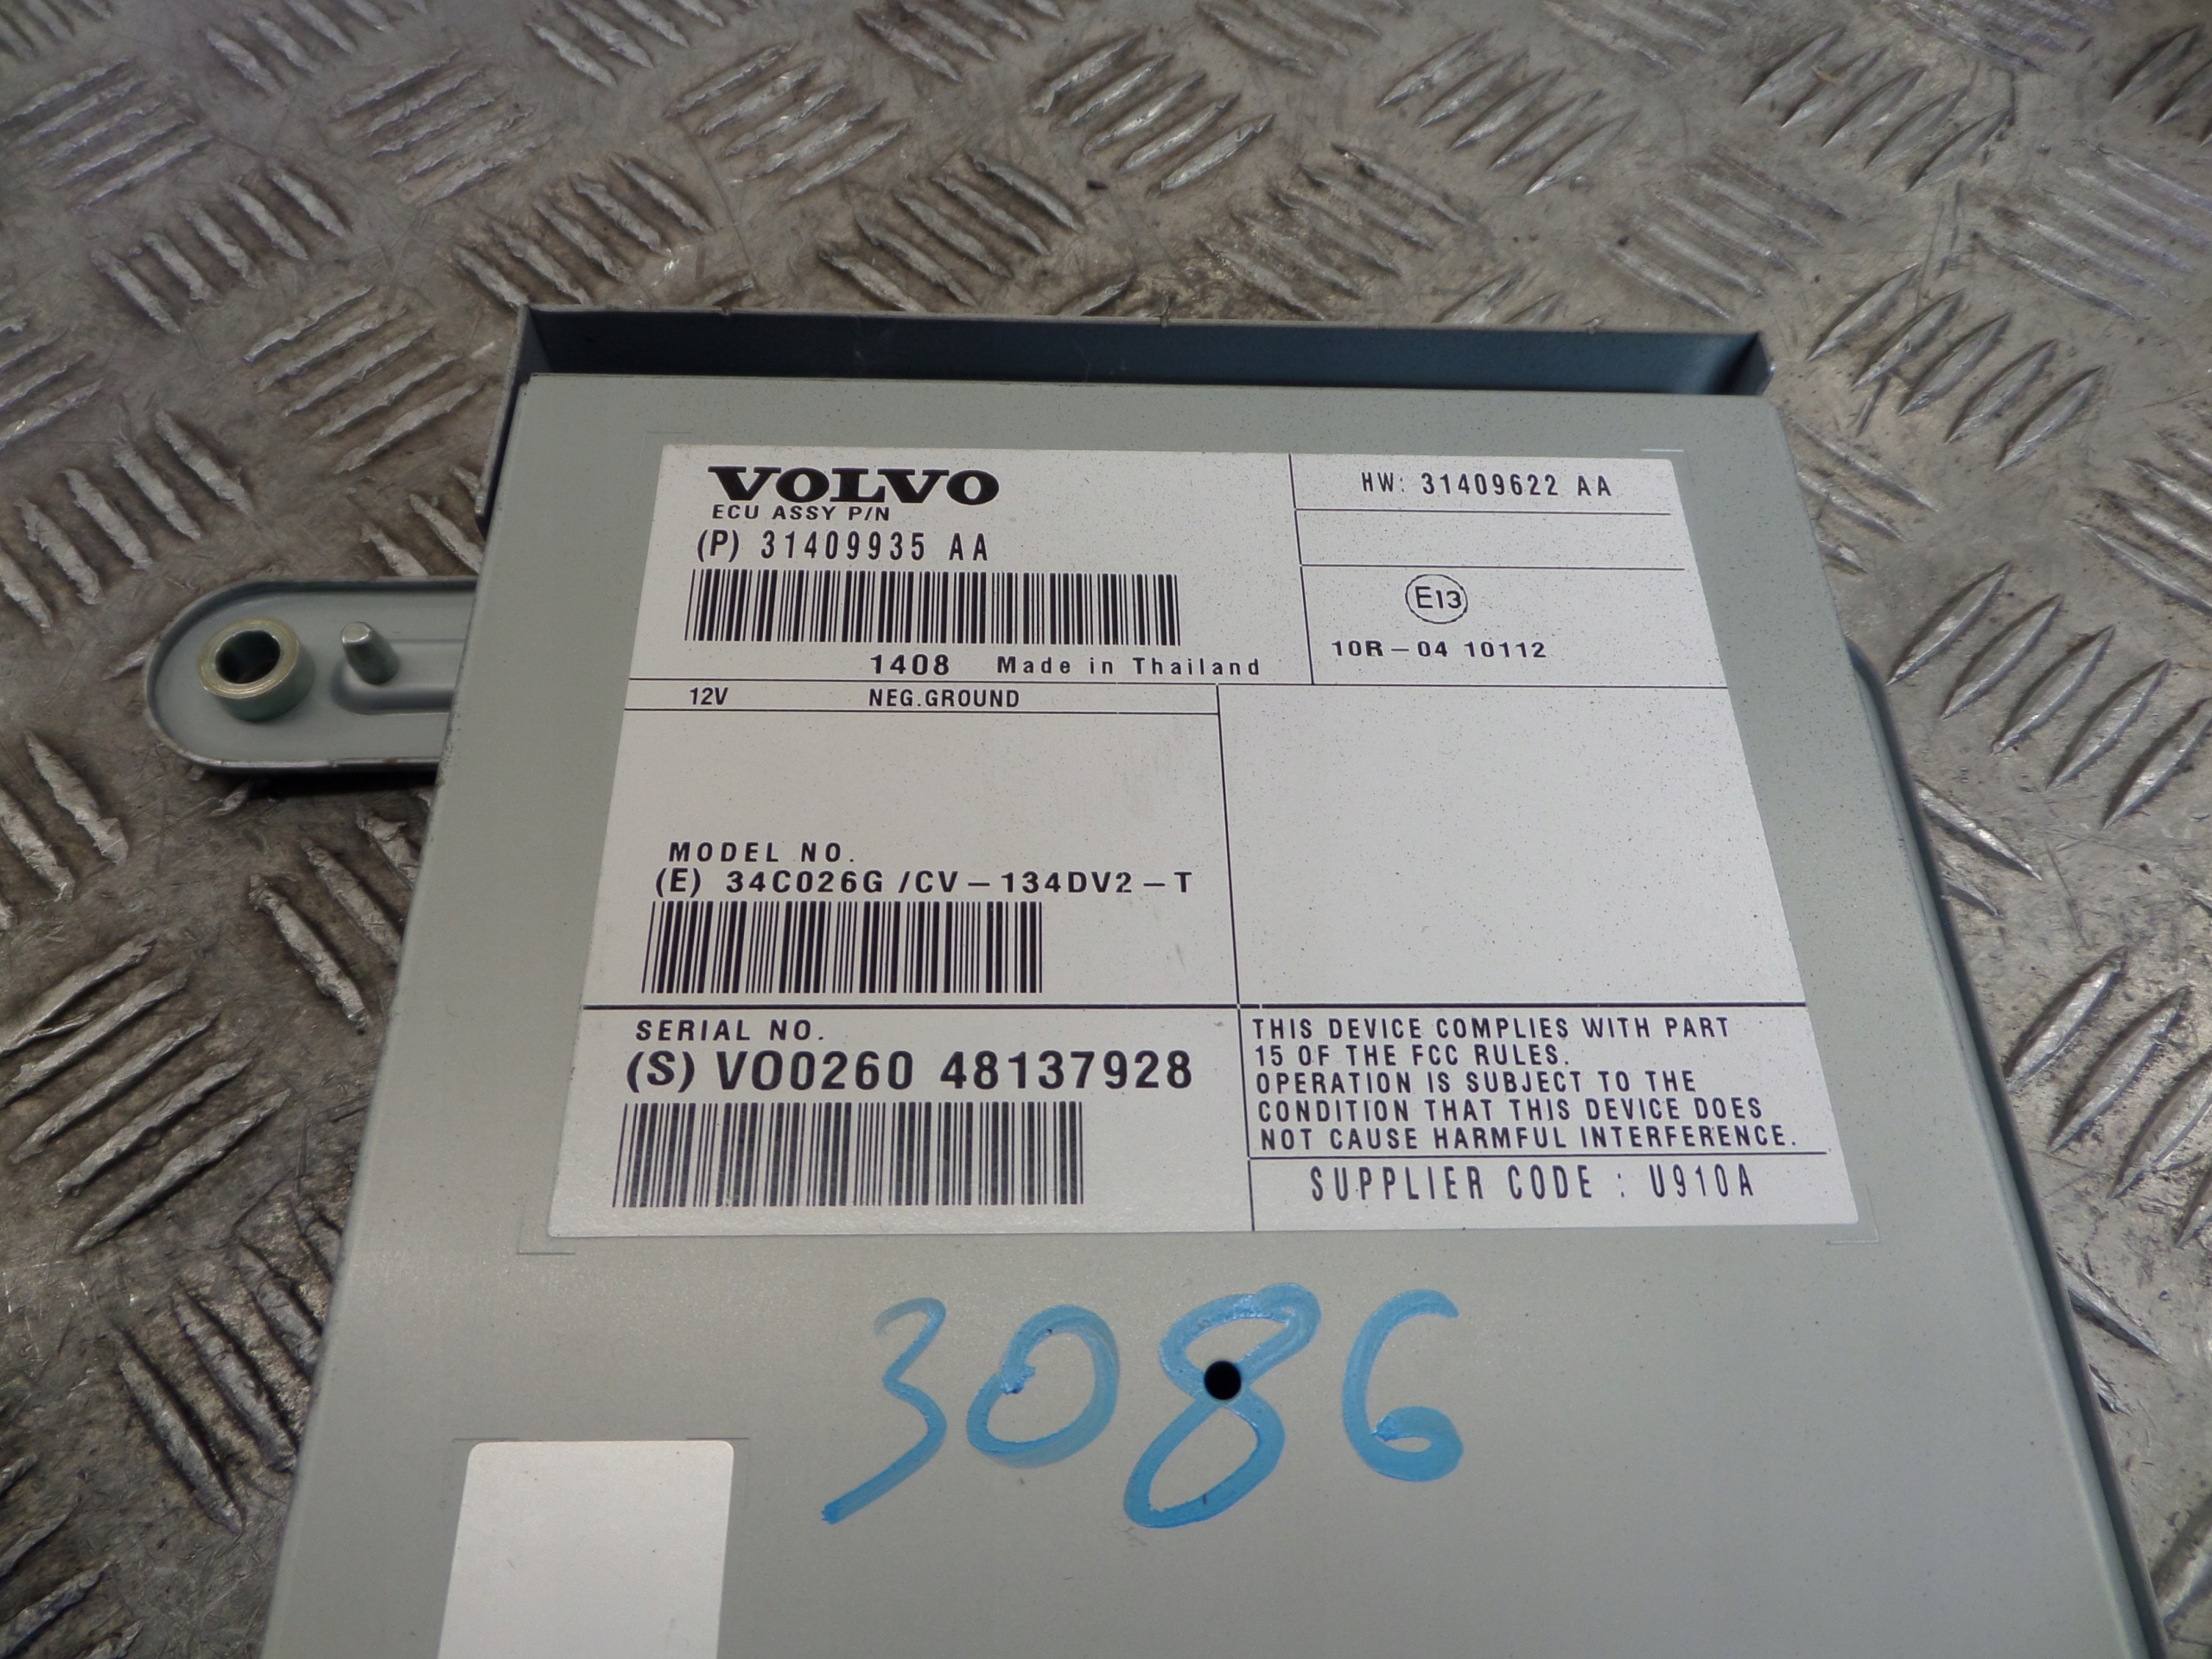 VOLVO
ECU ASSY P/N
(P) 31409935 AA
1408 Made in Thailand
HW: 31409622 AA
E13
10R-04 10112
12V NEG.GROUND
MODEL NO.
(E) 34C026G /CV-134DV2-T
SERIAL NO.
(S) VO0260 48137928
THIS DEVICE COMPLIES WITH PART
15 OF THE FCC RULES.
OPERATION IS SUBJECT TO THE
CONDITION THAT THIS DEVICE DOES
NOT CAUSE HARMFUL INTERFERENCE.
SUPPLIER CODE : U910A
3086